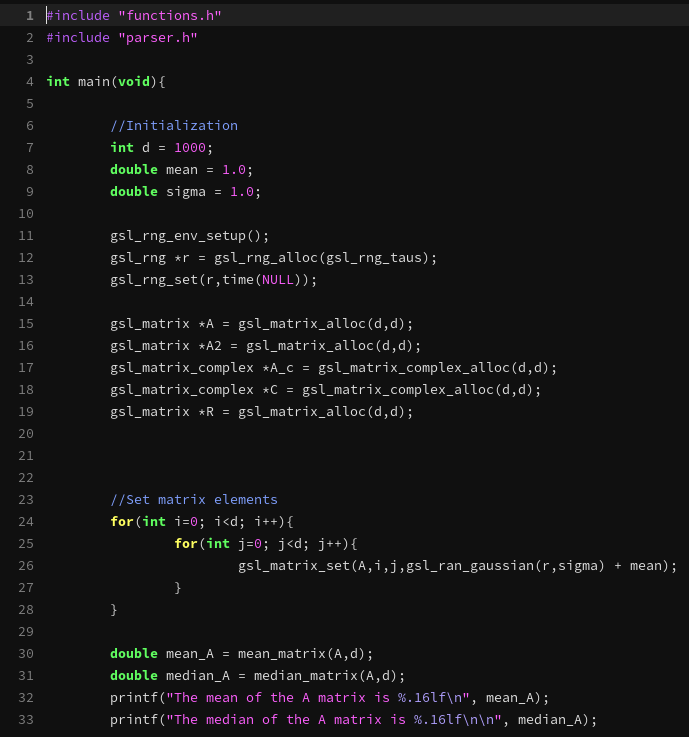 1 #include "functions.h"
2 #include "parser.h"
3
4 int main(void){
5
6 //Initialization
7 int d = 1000;
8 double mean = 1.0;
9 double sigma = 1.0;
10
11 gsl_rng_env_setup();
12 gsl_rng *r = gsl_rng_alloc(gsl_rng_taus);
13 gsl_rng_set(r,time(NULL));
14
15 gsl_matrix *A = gsl_matrix_alloc(d,d);
16 gsl_matrix *A2 = gsl_matrix_alloc(d,d);
17 gsl_matrix_complex *A_c = gsl_matrix_complex_alloc(d,d);
18 gsl_matrix_complex *C = gsl_matrix_complex_alloc(d,d);
19 gsl_matrix *R = gsl_matrix_alloc(d,d);
20
21
22
23 //Set matrix elements
24 for(int i=0; i<d; i++){
25 for(int j=0; j<d; j++){
26 gsl_matrix_set(A,i,j,gsl_ran_gaussian(r,sigma) + mean);
27 }
28 }
29
30 double mean_A = mean_matrix(A,d);
31 double median_A = median_matrix(A,d);
32 printf("The mean of the A matrix is %.16lf\n", mean_A);
33 printf("The median of the A matrix is %.16lf\n\n", median_A);